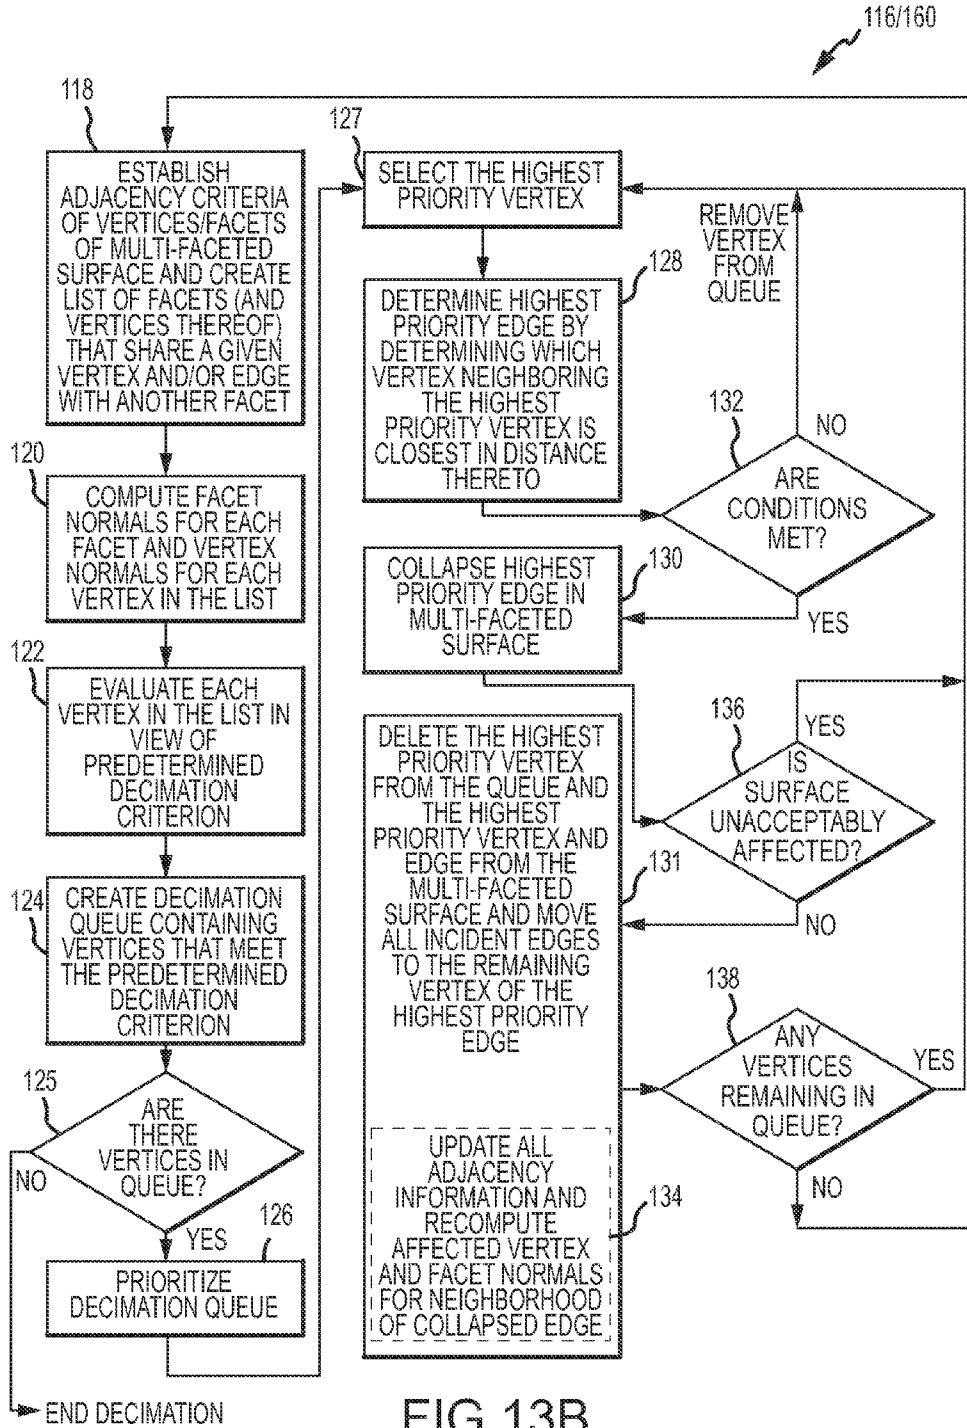 116/160
118
ESTABLISH
ADJACENCY CRITERIA
OF VERTICES/FACETS
OF MULTI-FACETED
SURFACE AND CREATE
LIST OF FACETS (AND
VERTICES THEREOF)
THAT SHARE A GIVEN
VERTEX AND/OR EDGE
WITH ANOTHER FACET
120
COMPUTE FACET
NORMALS FOR EACH
FACET AND VERTEX
NORMALS FOR EACH
VERTEX IN THE LIST
122
EVALUATE EACH
VERTEX IN THE LIST IN
VIEW OF
PREDETERMINED
DECIMATION
CRITERION
124
CREATE DECIMATION
QUEUE CONTAINING
VERTICES THAT MEET
THE PREDETERMINED
DECIMATION
CRITERION
125
ARE
THERE
VERTICES IN
QUEUE?
NO
YES
126
PRIORITIZE
DECIMATION QUEUE
END DECIMATION
127
SELECT THE HIGHEST
PRIORITY VERTEX
128
DETERMINE HIGHEST
PRIORITY EDGE BY
DETERMINING WHICH
VERTEX NEIGHBORING
THE HIGHEST
PRIORITY VERTEX IS
CLOSEST IN DISTANCE
THERETO
REMOVE
VERTEX
FROM
QUEUE
132
NO
ARE
CONDITIONS
MET?
YES
130
COLLAPSE HIGHEST
PRIORITY EDGE IN
MULTI-FACETED
SURFACE
136
YES
IS
SURFACE
UNACCEPTABLY
AFFECTED?
NO
131
DELETE THE HIGHEST
PRIORITY VERTEX
FROM THE QUEUE AND
THE HIGHEST
PRIORITY VERTEX AND
EDGE FROM THE
MULTI-FACETED
SURFACE AND MOVE
ALL INCIDENT EDGES
TO THE REMAINING
VERTEX OF THE
HIGHEST PRIORITY
EDGE
138
ANY
VERTICES
REMAINING IN
QUEUE?
YES
NO
134
UPDATE ALL
ADJACENCY
INFORMATION AND
RECOMPUTE
AFFECTED VERTEX
AND FACET NORMALS
FOR NEIGHBORHOOD
OF COLLAPSED EDGE
FIG.13B